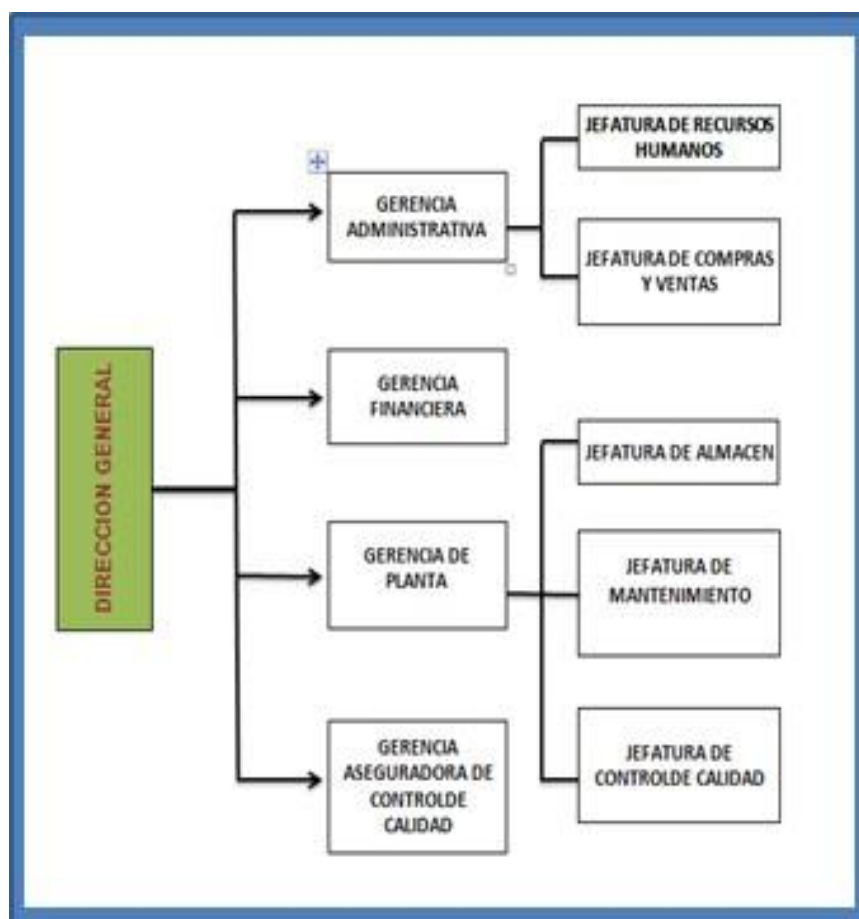 DIRECCION GENERAL
GERENCIA
ADMINISTRATIVA
JEFATURA DE RECURSOS
HUMANOS
JEFATURA DE COMPRAS
Y VENTAS
GERENCIA
FINANCIERA
GERENCIA DE
PLANTA
JEFATURA DE ALMACEN
JEFATURA DE
MANTENIMIENTO
JEFATURA DE
CONTROLDE CALIDAD
GERENCIA
ASEGURADORA DE
CONTROLDE
CALIDAD